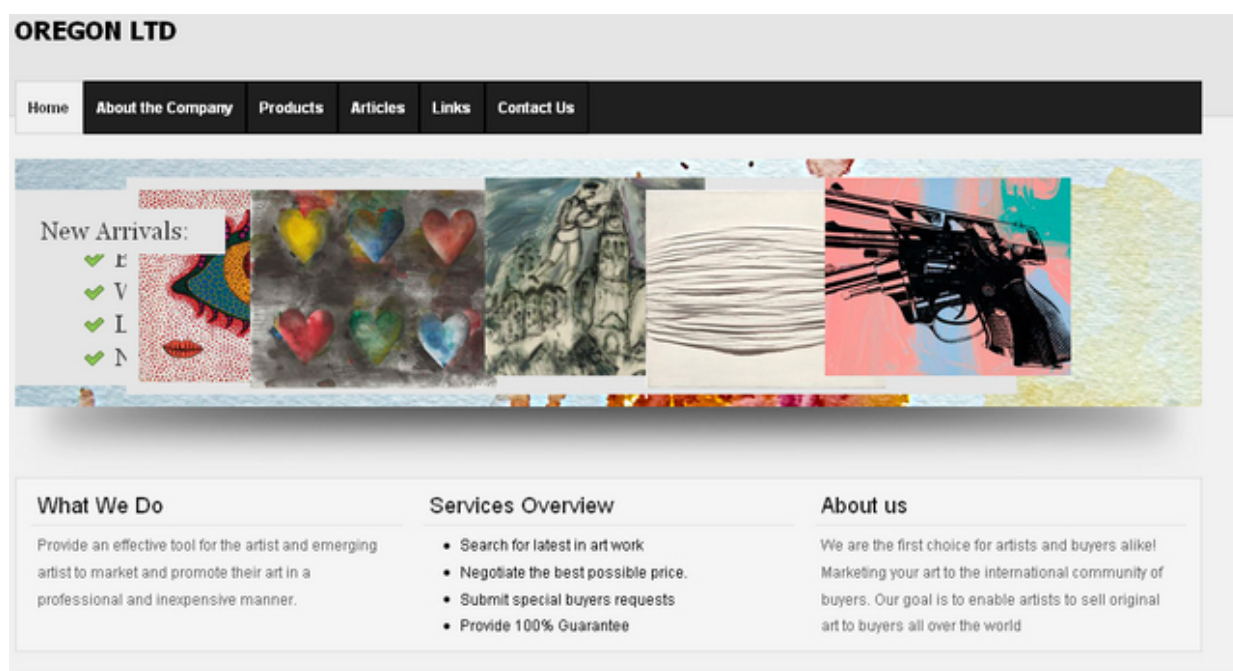 OREGON LTD
Home About the Company Products Articles Links Contact Us
New Arrivals:
What We Do
Provide an effective tool for the artist and emerging
artist to market and promote their art in a
professional and inexpensive manner.
Services Overview
Search for latest in art work
Negotiate the best possible price.
Submit special buyers requests
Provide 100% Guarantee
About us
We are the first choice for artists and buyers alike!
Marketing your art to the international community of
buyers. Our goal is to enable artists to sell original
art to buyers all over the world